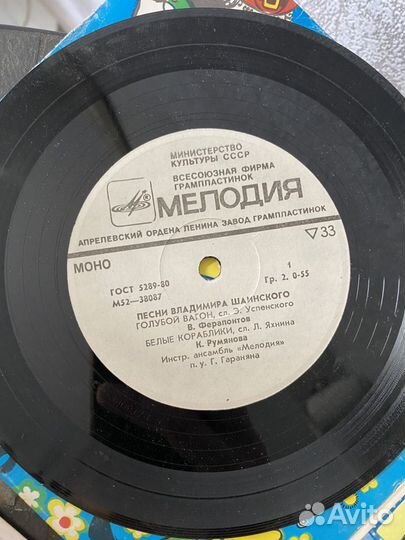 МИНИСТЕРСТВО
КУЛЬТУРЫ СССР
ВСЕСОЮЗНАЯ ФИРМА
ГРАМПЛАСТИНОК
МЕЛОДИЯ
АПРЕЛЕВСКИЙ ОРДЕНА ЛЕНИНА ЗАВОД ГРАМПЛАСТИНОК
МОНО
▽33
ГОСТ 5289-80
М52—38087
1
Гр. 2. 0-55
ПЕСНИ ВЛАДИМИРА ШАИНСКОГО
ГОЛУБОЙ ВАГОН, сл. Э. Успенского
В. Ферапонтов
БЕЛЫЕ КОРАБЛИКИ, сл. Л. Яхнина
К. Румянова
Инстр. ансамбль «Мелодия»
п. у. Г. Гараняна
Avito